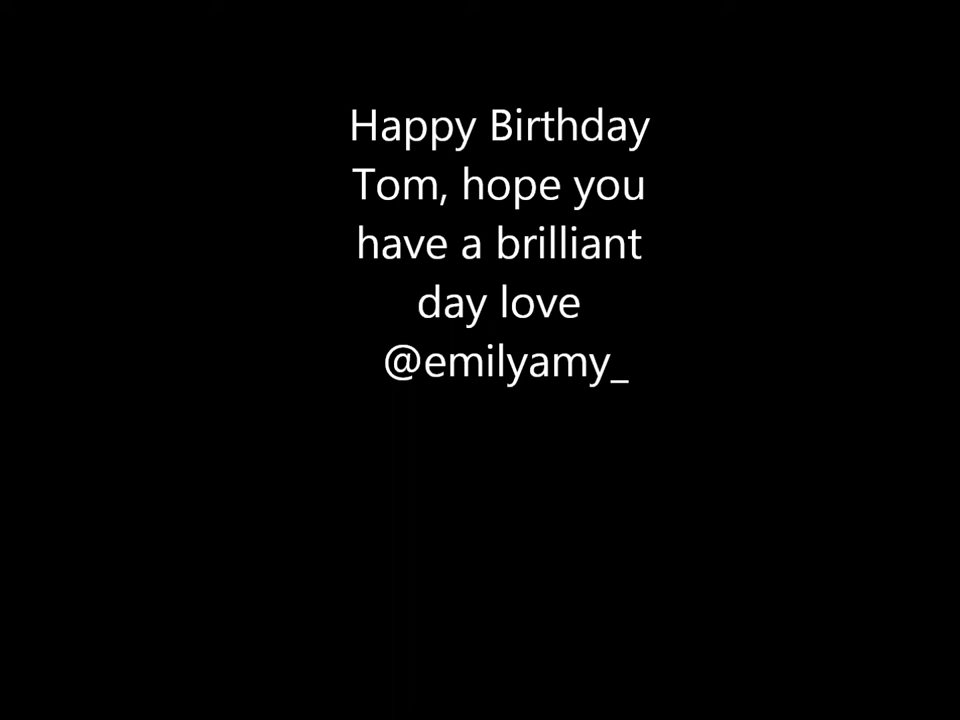 Happy Birthday
Tom, hope you
have a brilliant
day love
@emilyamy_